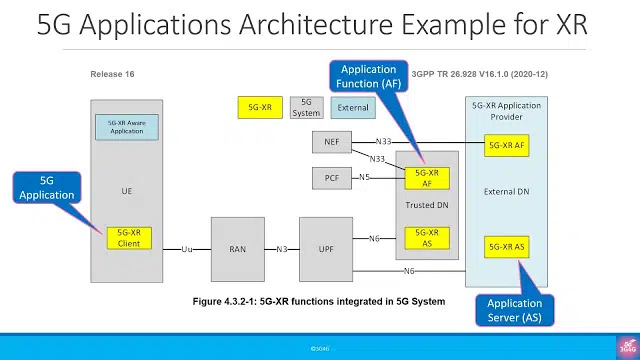 5G Applications Architecture Example for XR
Release 16
3GPP TR 26.928 V16.1.0 (2020-12)
Application
Function (AF)
5G-XR
5G
System
External
5G-XR Application
Provider
5G-XR Aware
Application
NEF
N33
5G-XR AF
N33
PCF
N5
5G-XR
AF
5G
Application
UE
Trusted DN
External DN
5G-XR
Client
Uu
RAN
N3
UPF
N6
5G-XR
AS
5G-XR AS
N6
Figure 4.3.2-1: 5G-XR functions integrated in 5G System
Application
Server (AS)
©3G4G
3G4G